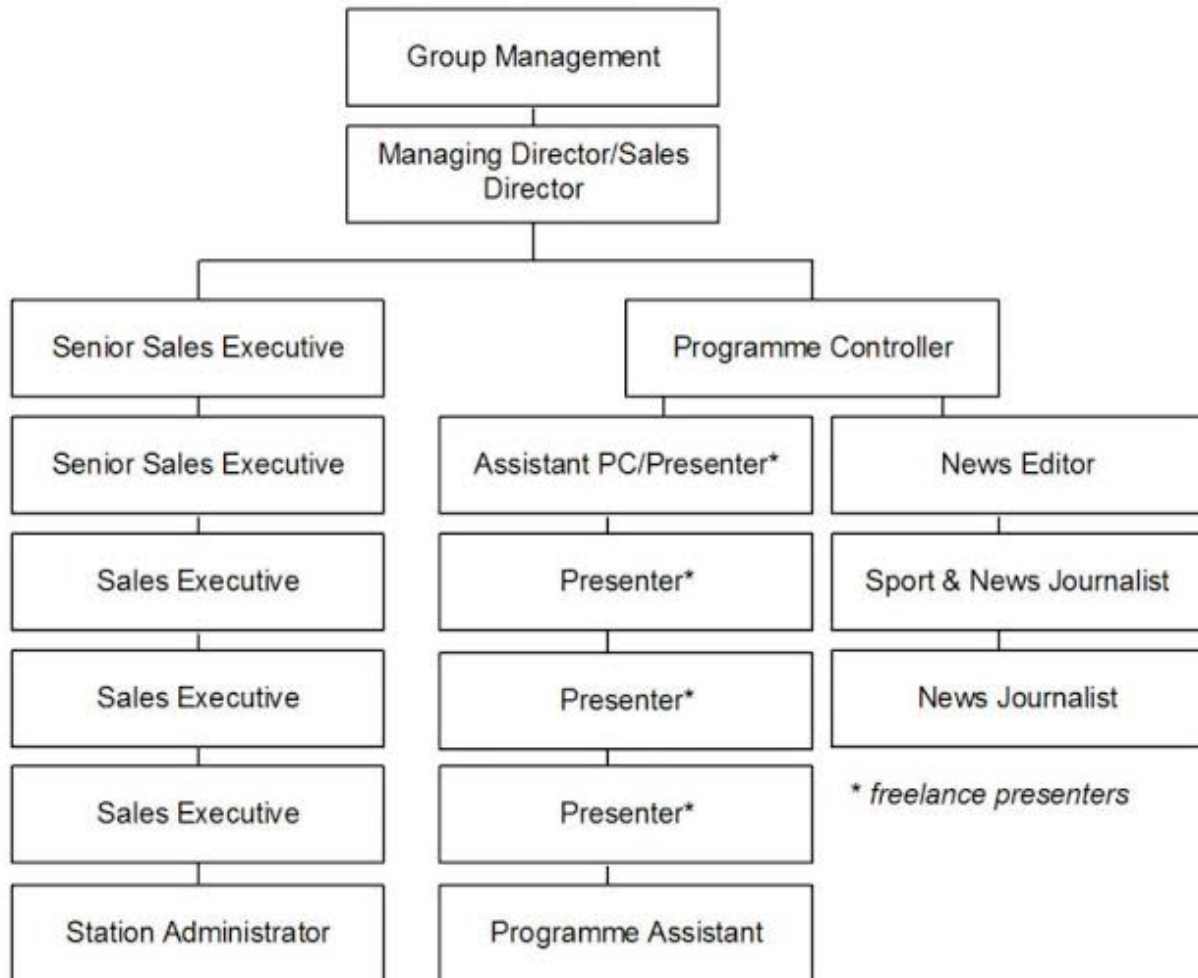 Group Management
Managing Director/Sales
Director
Senior Sales Executive
Programme Controller
Senior Sales Executive
Assistant PC/Presenter*
News Editor
Sales Executive
Presenter*
Sport & News Journalist
Sales Executive
Presenter*
News Journalist
Sales Executive
Presenter*
* freelance presenters
Station Administrator
Programme Assistant